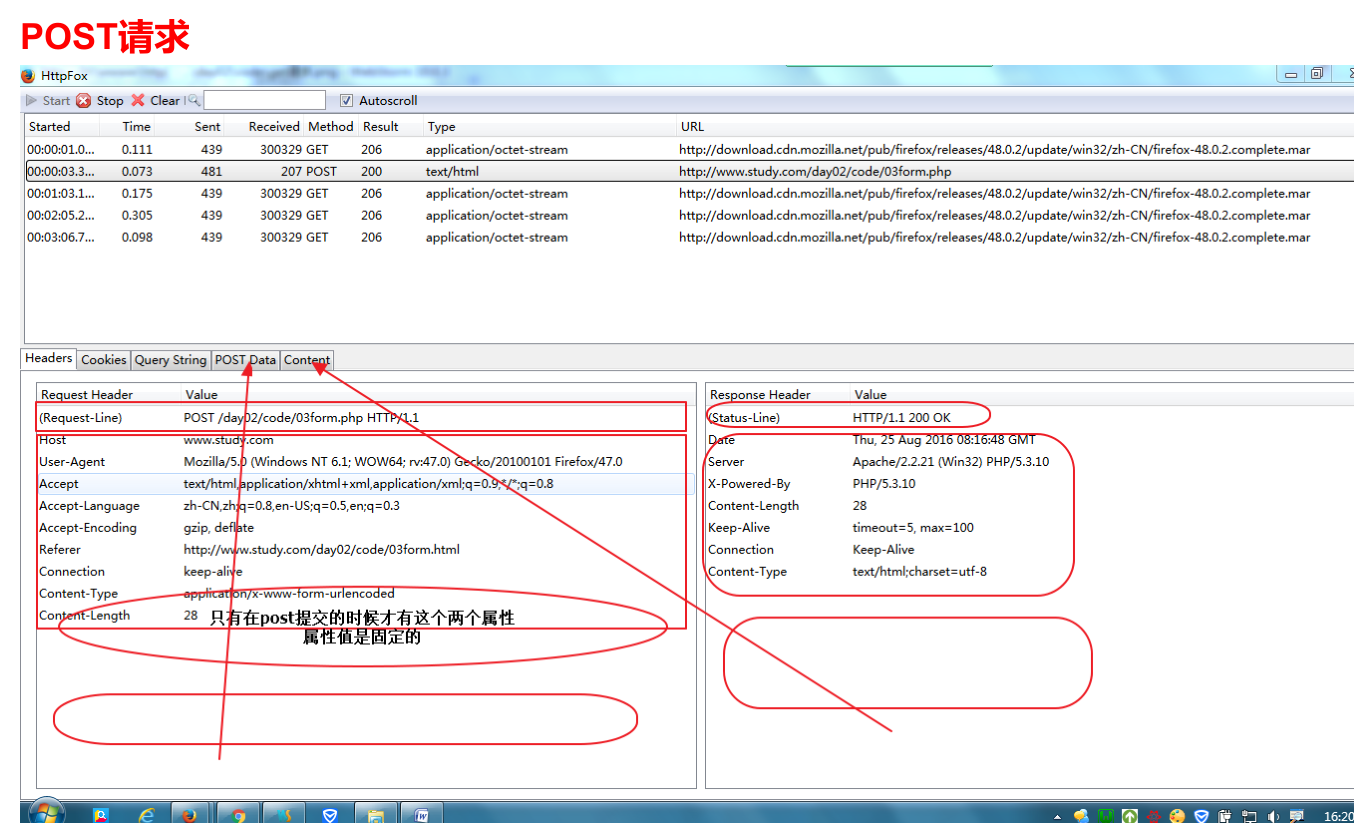 POST请求
HttpFox
Start Stop Clear Autoscroll
Started Time Sent Received Method Result Type URL
00:00:01.0... 0.111 439 300329 GET 206 application/octet-stream http://download.cdn.mozilla.net/pub/firefox/releases/48.0.2/update/win32/zh-CN/firefox-48.0.2.complete.mar
00:00:03.3... 0.073 481 207 POST 200 text/html http://www.study.com/day02/code/03form.php
00:01:03.1... 0.175 439 300329 GET 206 application/octet-stream http://download.cdn.mozilla.net/pub/firefox/releases/48.0.2/update/win32/zh-CN/firefox-48.0.2.complete.mar
00:02:05.2... 0.305 439 300329 GET 206 application/octet-stream http://download.cdn.mozilla.net/pub/firefox/releases/48.0.2/update/win32/zh-CN/firefox-48.0.2.complete.mar
00:03:06.7... 0.098 439 300329 GET 206 application/octet-stream http://download.cdn.mozilla.net/pub/firefox/releases/48.0.2/update/win32/zh-CN/firefox-48.0.2.complete.mar
Headers Cookies Query String POST Data Content
Request Header Value
(Request-Line) POST /day02/code/03form.php HTTP/1.1
Host www.study.com
User-Agent Mozilla/5.0 (Windows NT 6.1; WOW64; rv:47.0) Gecko/20100101 Firefox/47.0
Accept text/html,application/xhtml+xml,application/xml;q=0.9,*/*;q=0.8
Accept-Language zh-CN,zh;q=0.8,en-US;q=0.5,en;q=0.3
Accept-Encoding gzip, deflate
Referer http://www.study.com/day02/code/03form.html
Connection keep-alive
Content-Type application/x-www-form-urlencoded
Content-Length 28
只有在post提交的时候才有这个两个属性
属性值是固定的
Response Header Value
(Status-Line) HTTP/1.1 200 OK
Date Thu, 25 Aug 2016 08:16:48 GMT
Server Apache/2.2.21 (Win32) PHP/5.3.10
X-Powered-By PHP/5.3.10
Content-Length 28
Keep-Alive timeout=5, max=100
Connection Keep-Alive
Content-Type text/html;charset=utf-8
16:20